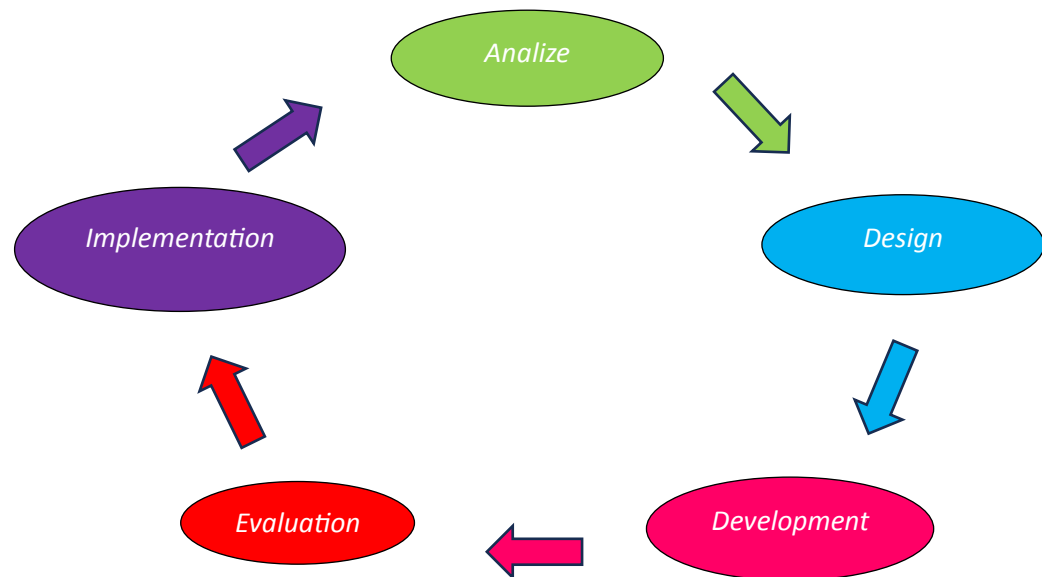 Analize
Design
Development
Evaluation
Implementation